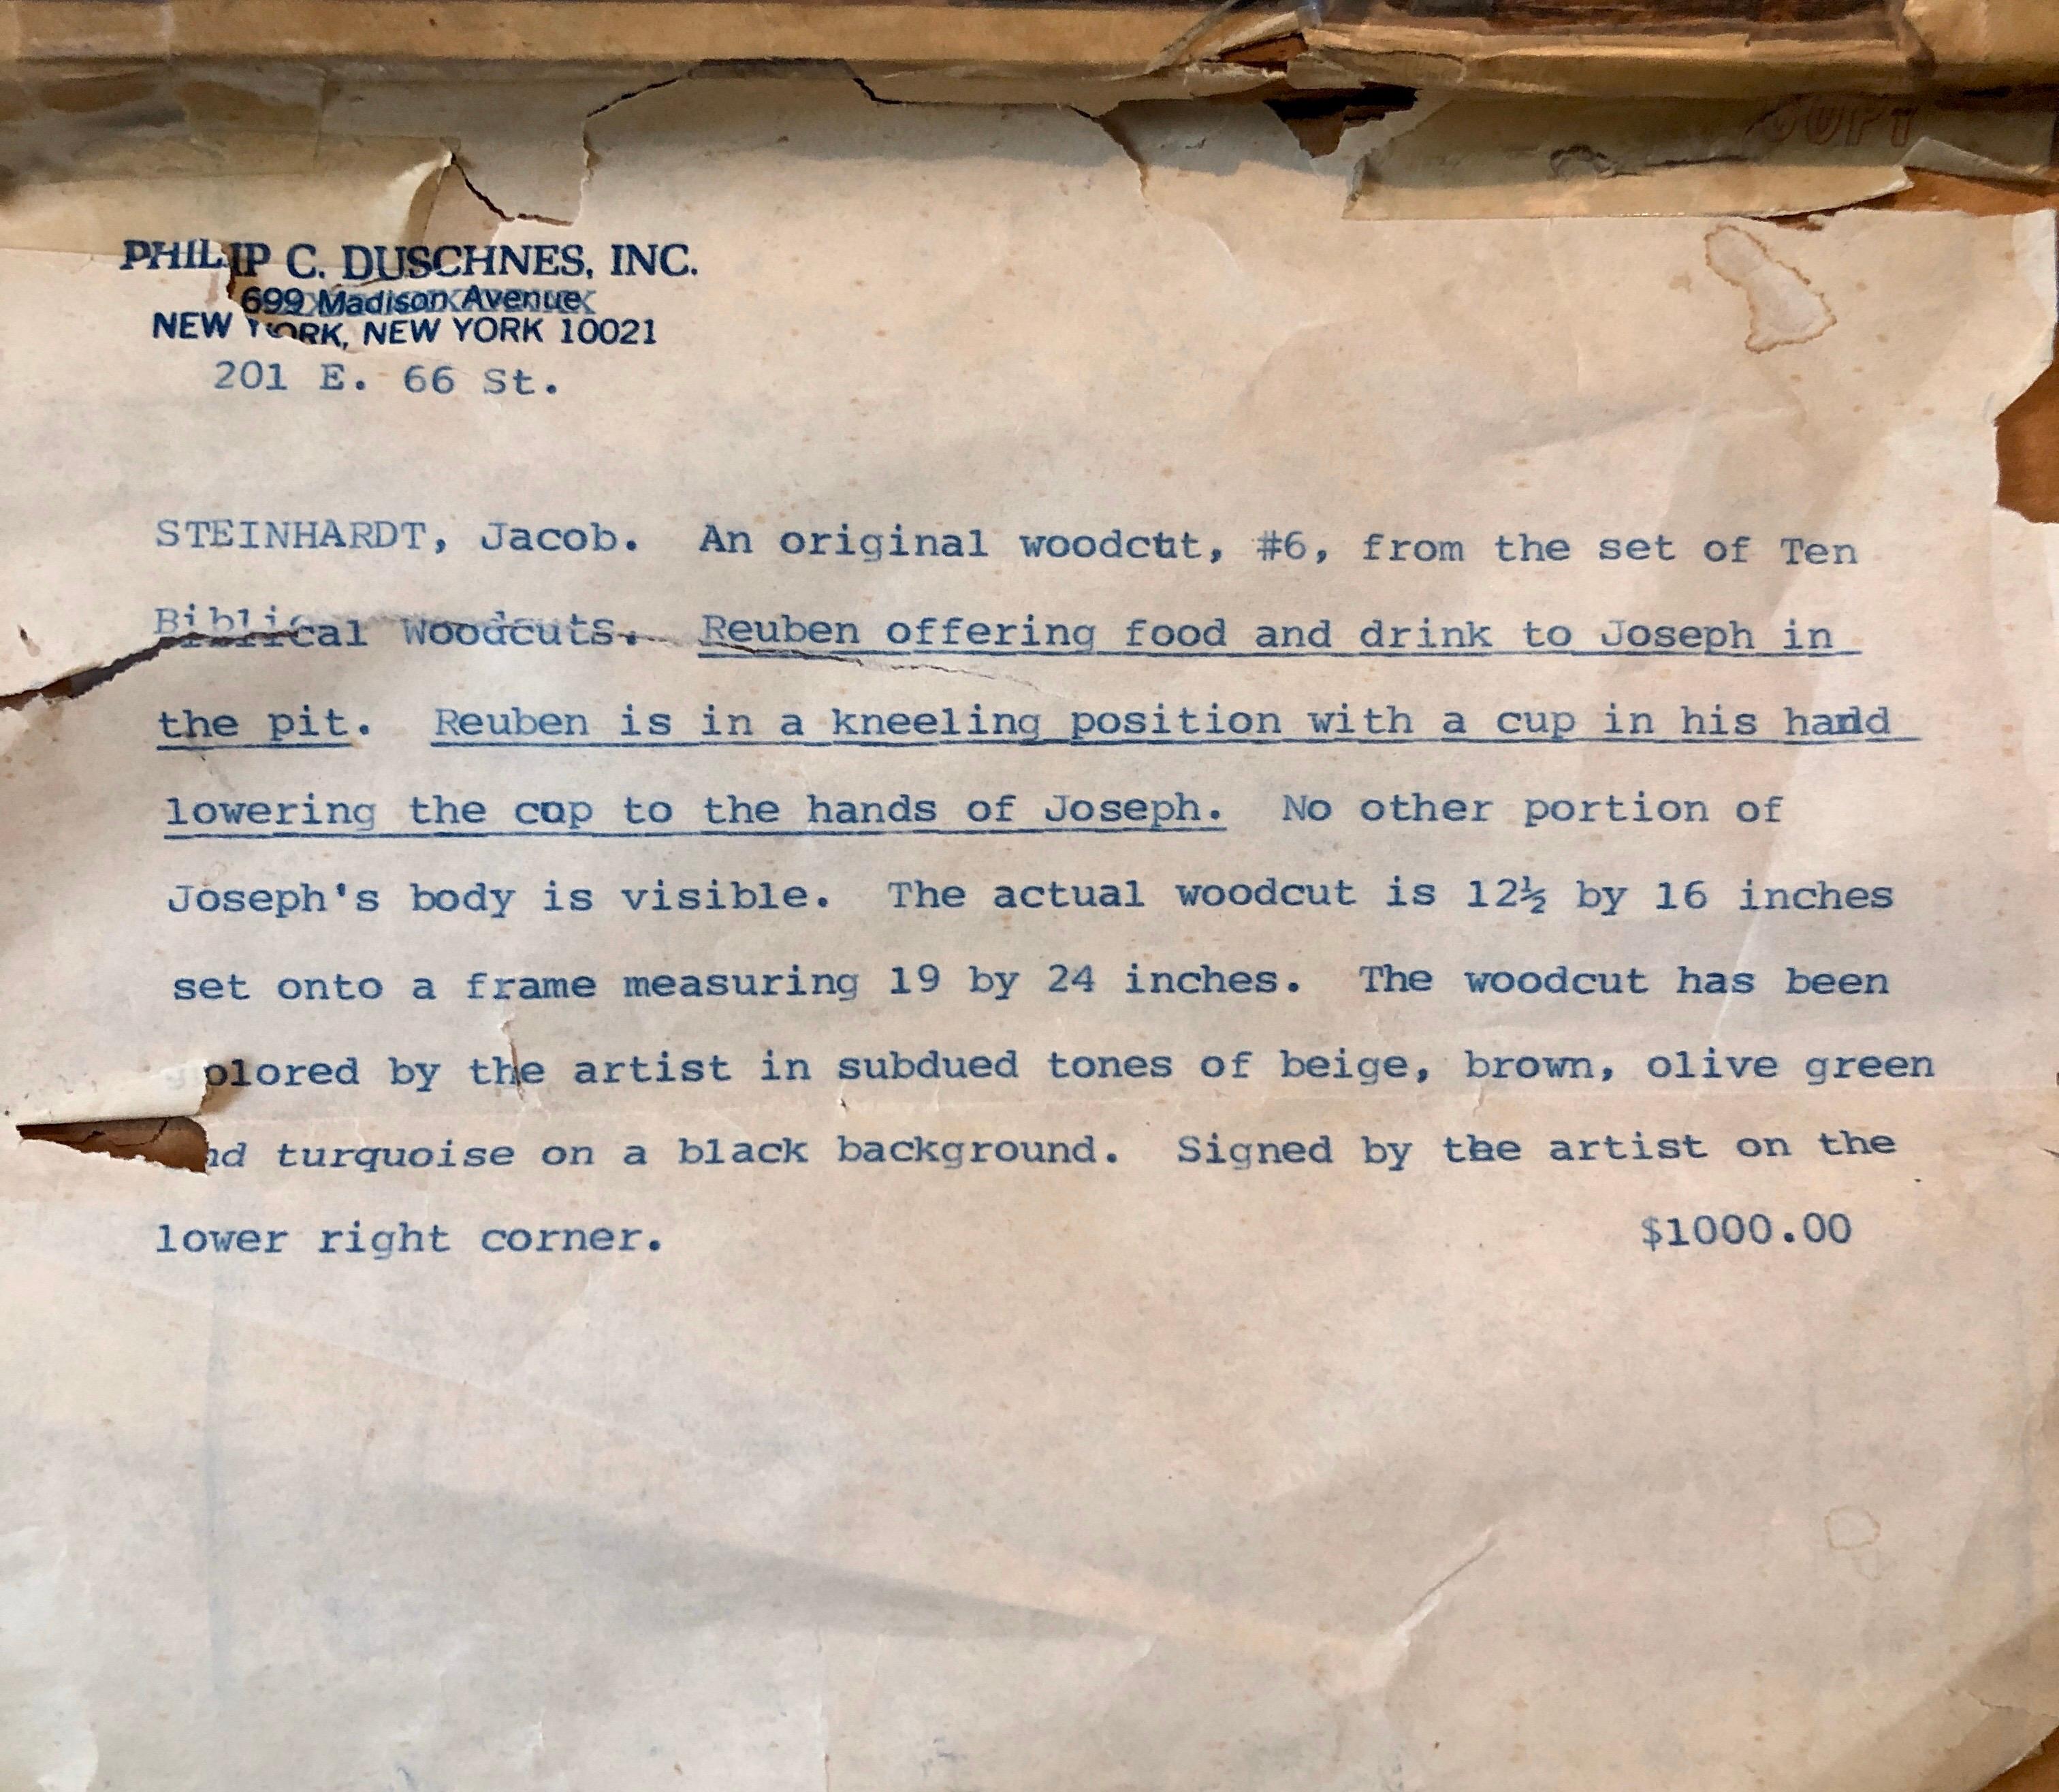 PHILIP C. DUSCHNES, INC.
699 Madison Avenue
NEW YORK, NEW YORK 10021
201 E. 66 St.
STEINHARDT, Jacob. An original woodcut, #6, from the set of Ten
Biblical Woodcuts. Reuben offering food and drink to Joseph in
the pit. Reuben is in a kneeling position with a cup in his hand
lowering the cup to the hands of Joseph. No other portion of
Joseph's body is visible. The actual woodcut is 12½ by 16 inches
set onto a frame measuring 19 by 24 inches. The woodcut has been
olored by the artist in subdued tones of beige, brown, olive green
nd turquoise on a black background. Signed by the artist on the
lower right corner. $1000.00